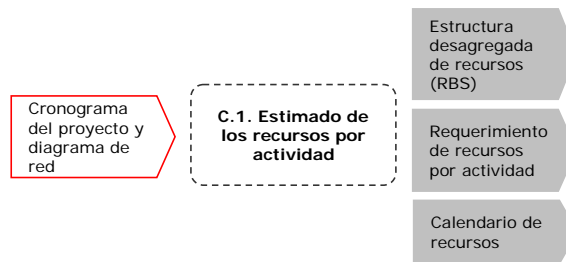 Cronograma
del proyecto y
diagrama de
red
C.1. Estimado de
los recursos por
actividad
Estructura
desagregada
de recursos
(RBS)
Requerimiento
de recursos
por actividad
Calendario de
recursos